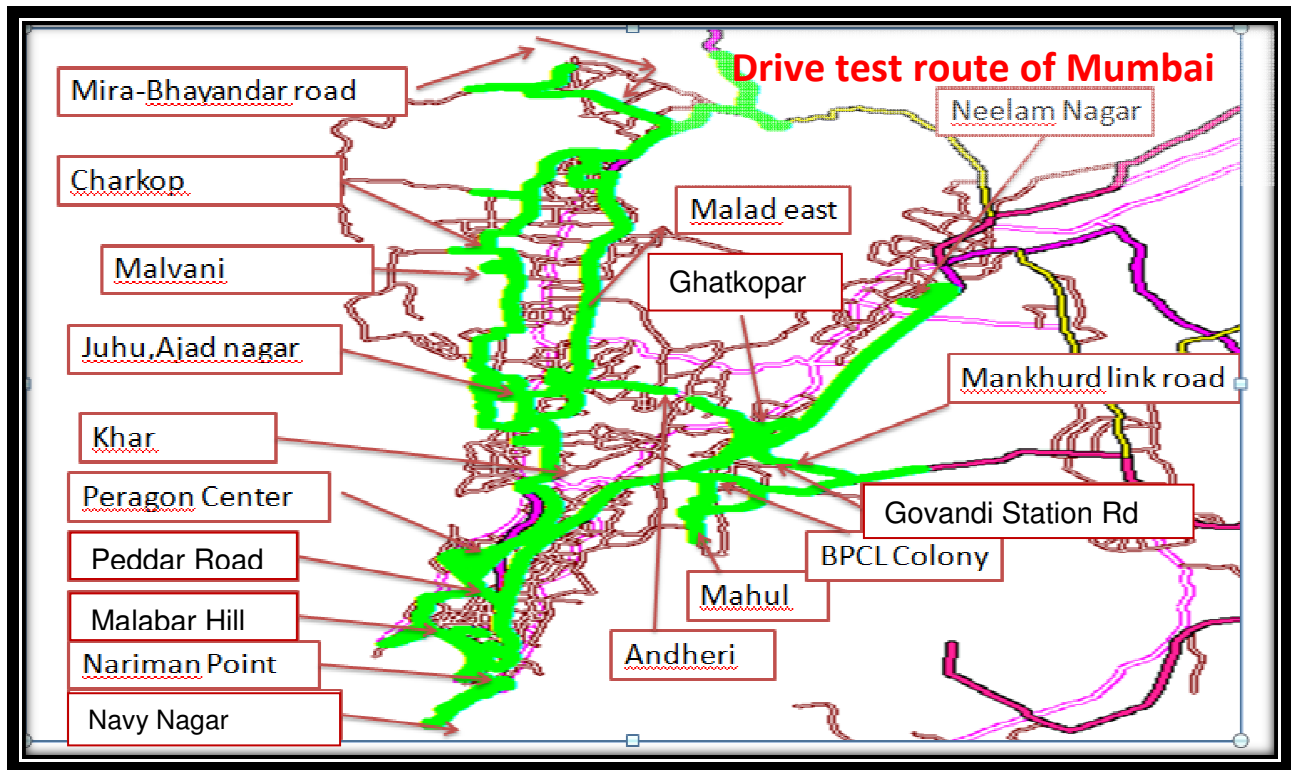 Drive test route of Mumbai
Mira-Bhayandar road
Neelam Nagar
Charkop
Malad east
Malvani
Ghatkopar
Juhu,Ajad nagar
Mankhurd link road
Khar
Peragon Center
Govandi Station Rd
Peddar Road
BPCL Colony
Mahul
Malabar Hill
Nariman Point
Andheri
Navy Nagar